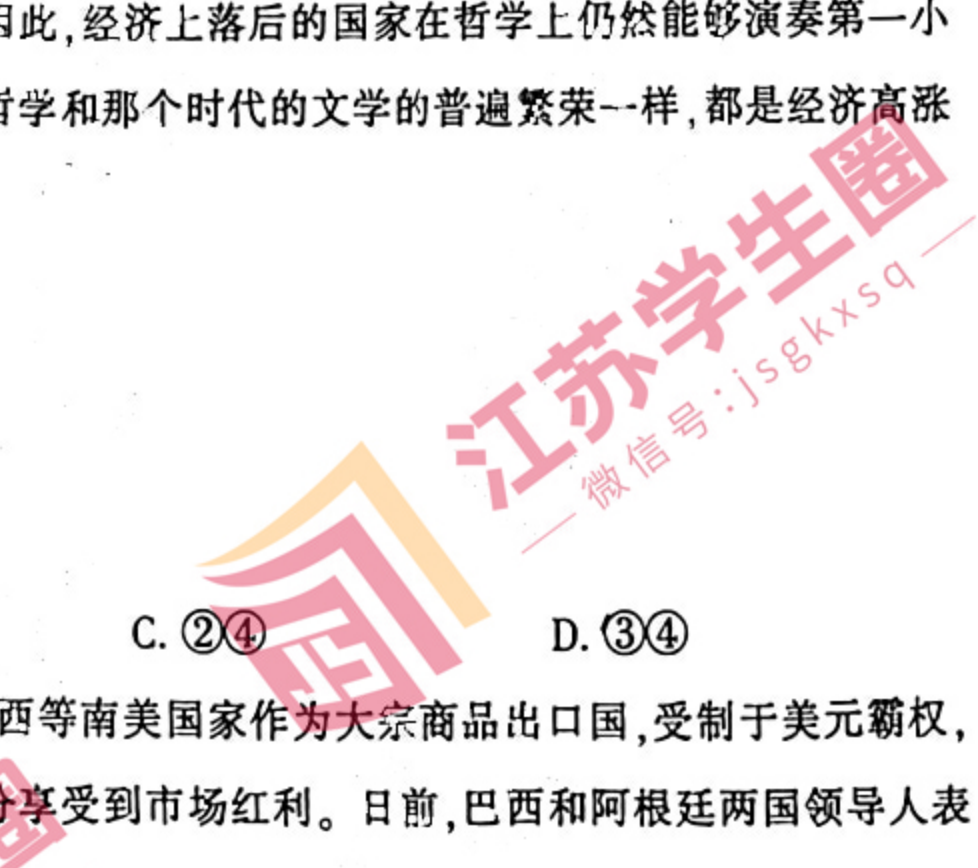 因此,经济上落后的国家在哲学上仍然能够演奏第一小
哲学和那个时代的文学的普遍繁荣一样,都是经济高涨
江苏学生圈
微信号:jsgkxsq
C. ②④ D. ③④
西等南美国家作为大宗商品出口国,受制于美元霸权,
享受到市场红利。日前,巴西和阿根廷两国领导人表
圈